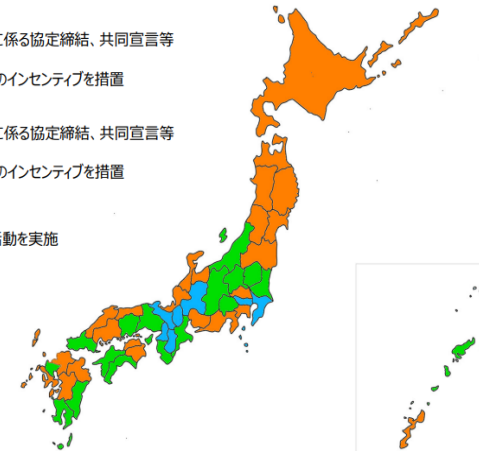 に係る協定締結、共同宣言等
のインセンティブを措置
に係る協定締結、共同宣言等
のインセンティブを措置
動を実施